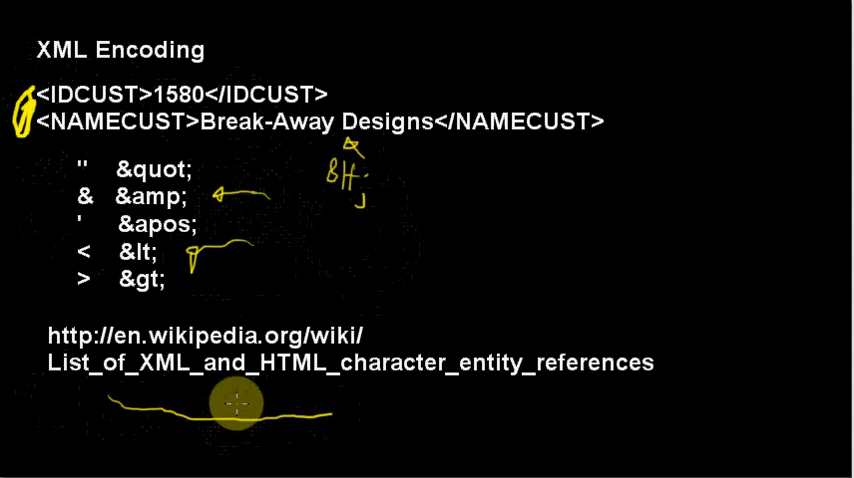 XML Encoding
<IDCUST>1580</IDCUST>
<NAMECUST>Break-Away Designs</NAMECUST>
" &quot;
& &amp;
' &apos;
< &lt;
> &gt;
http://en.wikipedia.org/wiki/
List_of_XML_and_HTML_character_entity_references